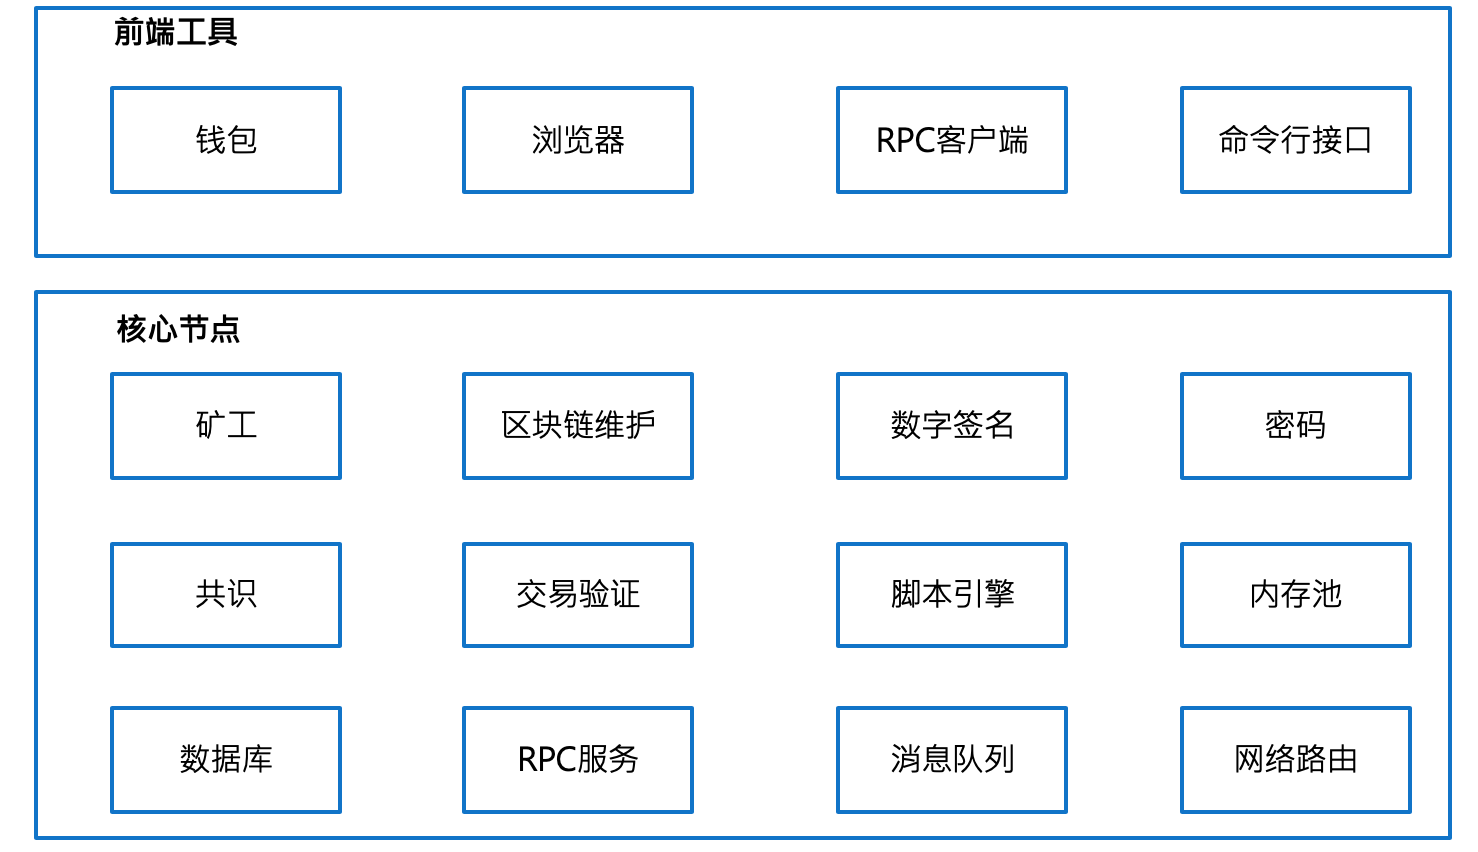 前端工具
钱包
浏览器
RPC客户端
命令行接口
核心节点
矿工
区块链维护
数字签名
密码
共识
交易验证
脚本引擎
内存池
数据库
RPC服务
消息队列
网络路由